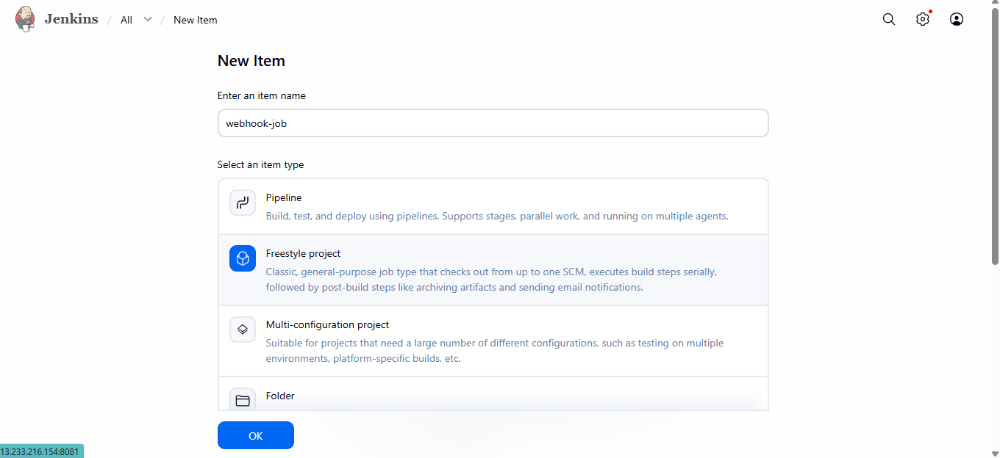 Jenkins / All / New Item
New Item
Enter an item name
webhook-job
Select an item type
Pipeline
Build, test, and deploy using pipelines. Supports stages, parallel work, and running on multiple agents.
Freestyle project
Classic, general-purpose job type that checks out from up to one SCM, executes build steps serially,
followed by post-build steps like archiving artifacts and sending email notifications.
Multi-configuration project
Suitable for projects that need a large number of different configurations, such as testing on multiple
environments, platform-specific builds, etc.
Folder
OK
13.233.216.154:8081